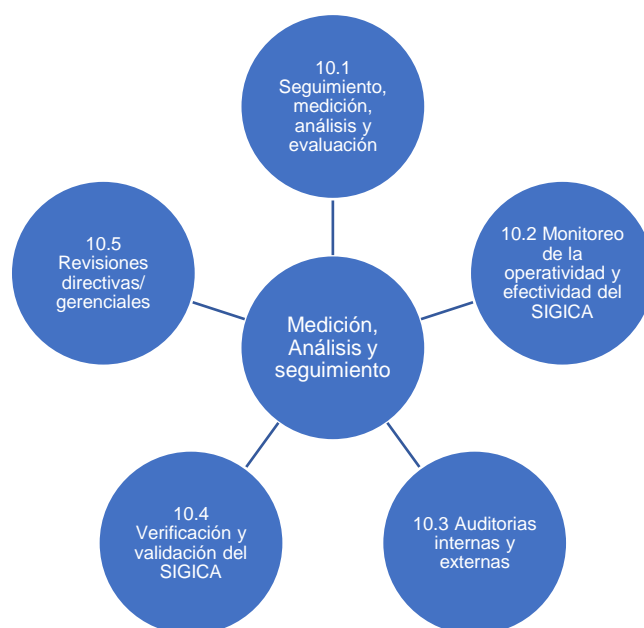 10.1
Seguimiento,
medición,
análisis y
evaluación
10.2 Monitoreo
de la
operatividad y
efectividad del
SIGICA
10.3 Auditorias
internas y
externas
10.4
Verificación y
validación del
SIGICA
10.5
Revisiones
directivas/
gerenciales
Medición,
Análisis y
seguimiento